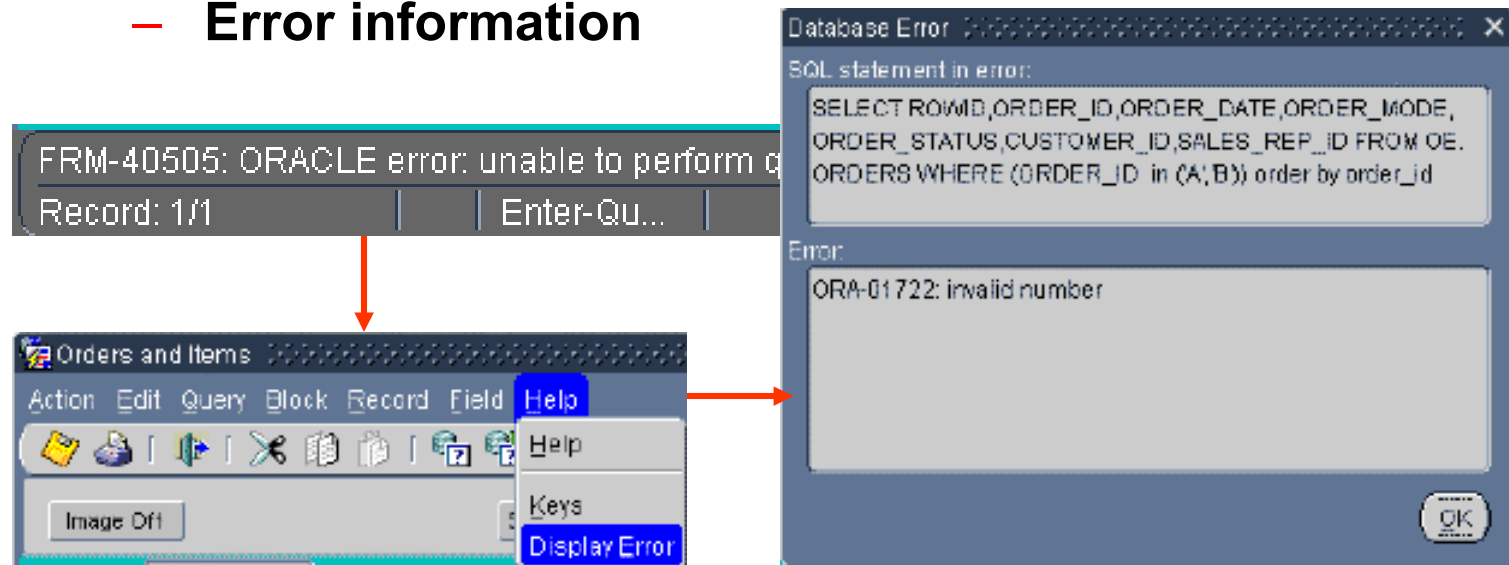 – Error information
FRM-40505: ORACLE error: unable to perform q
Record: 1/1 Enter-Qu...
Orders and Items
Action Edit Query Block Record Field Help
Help
Keys
Display Error
Image Off
Database Error
SQL statement in error:
SELECT ROWID,ORDER_ID,ORDER_DATE,ORDER_MODE,
ORDER_STATUS,CUSTOMER_ID,SALES_REP_ID FROM OE.
ORDERS WHERE (ORDER_ID in ('A','B')) order by order_id
Error:
ORA-01722: invalid number
OK